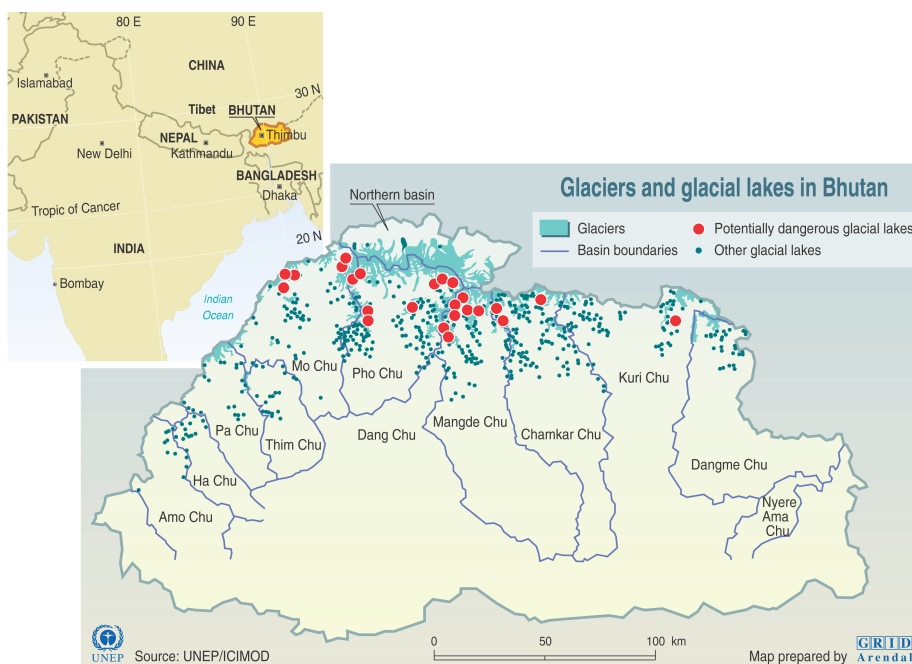 80 E
90 E
CHINA
Islamabad
30 N
Tibet
BHUTAN
PAKISTAN
NEPAL
Thimbu
New Delhi
Kathmandu
BANGLADESH
Dhaka
Tropic of Cancer
20 N
INDIA
Bombay
Indian
Ocean
Northern basin
Glaciers and glacial lakes in Bhutan
Glaciers
Potentially dangerous glacial lakes
Basin boundaries
Other glacial lakes
Mo Chu
Pho Chu
Kuri Chu
Pa Chu
Thim Chu
Dang Chu
Mangde Chu
Chamkar Chu
Ha Chu
Dangme Chu
Amo Chu
Nyere
Ama
Chu
0
50
100 km
UNEP
Source: UNEP/ICIMOD
Map prepared by
GRID
Arendal